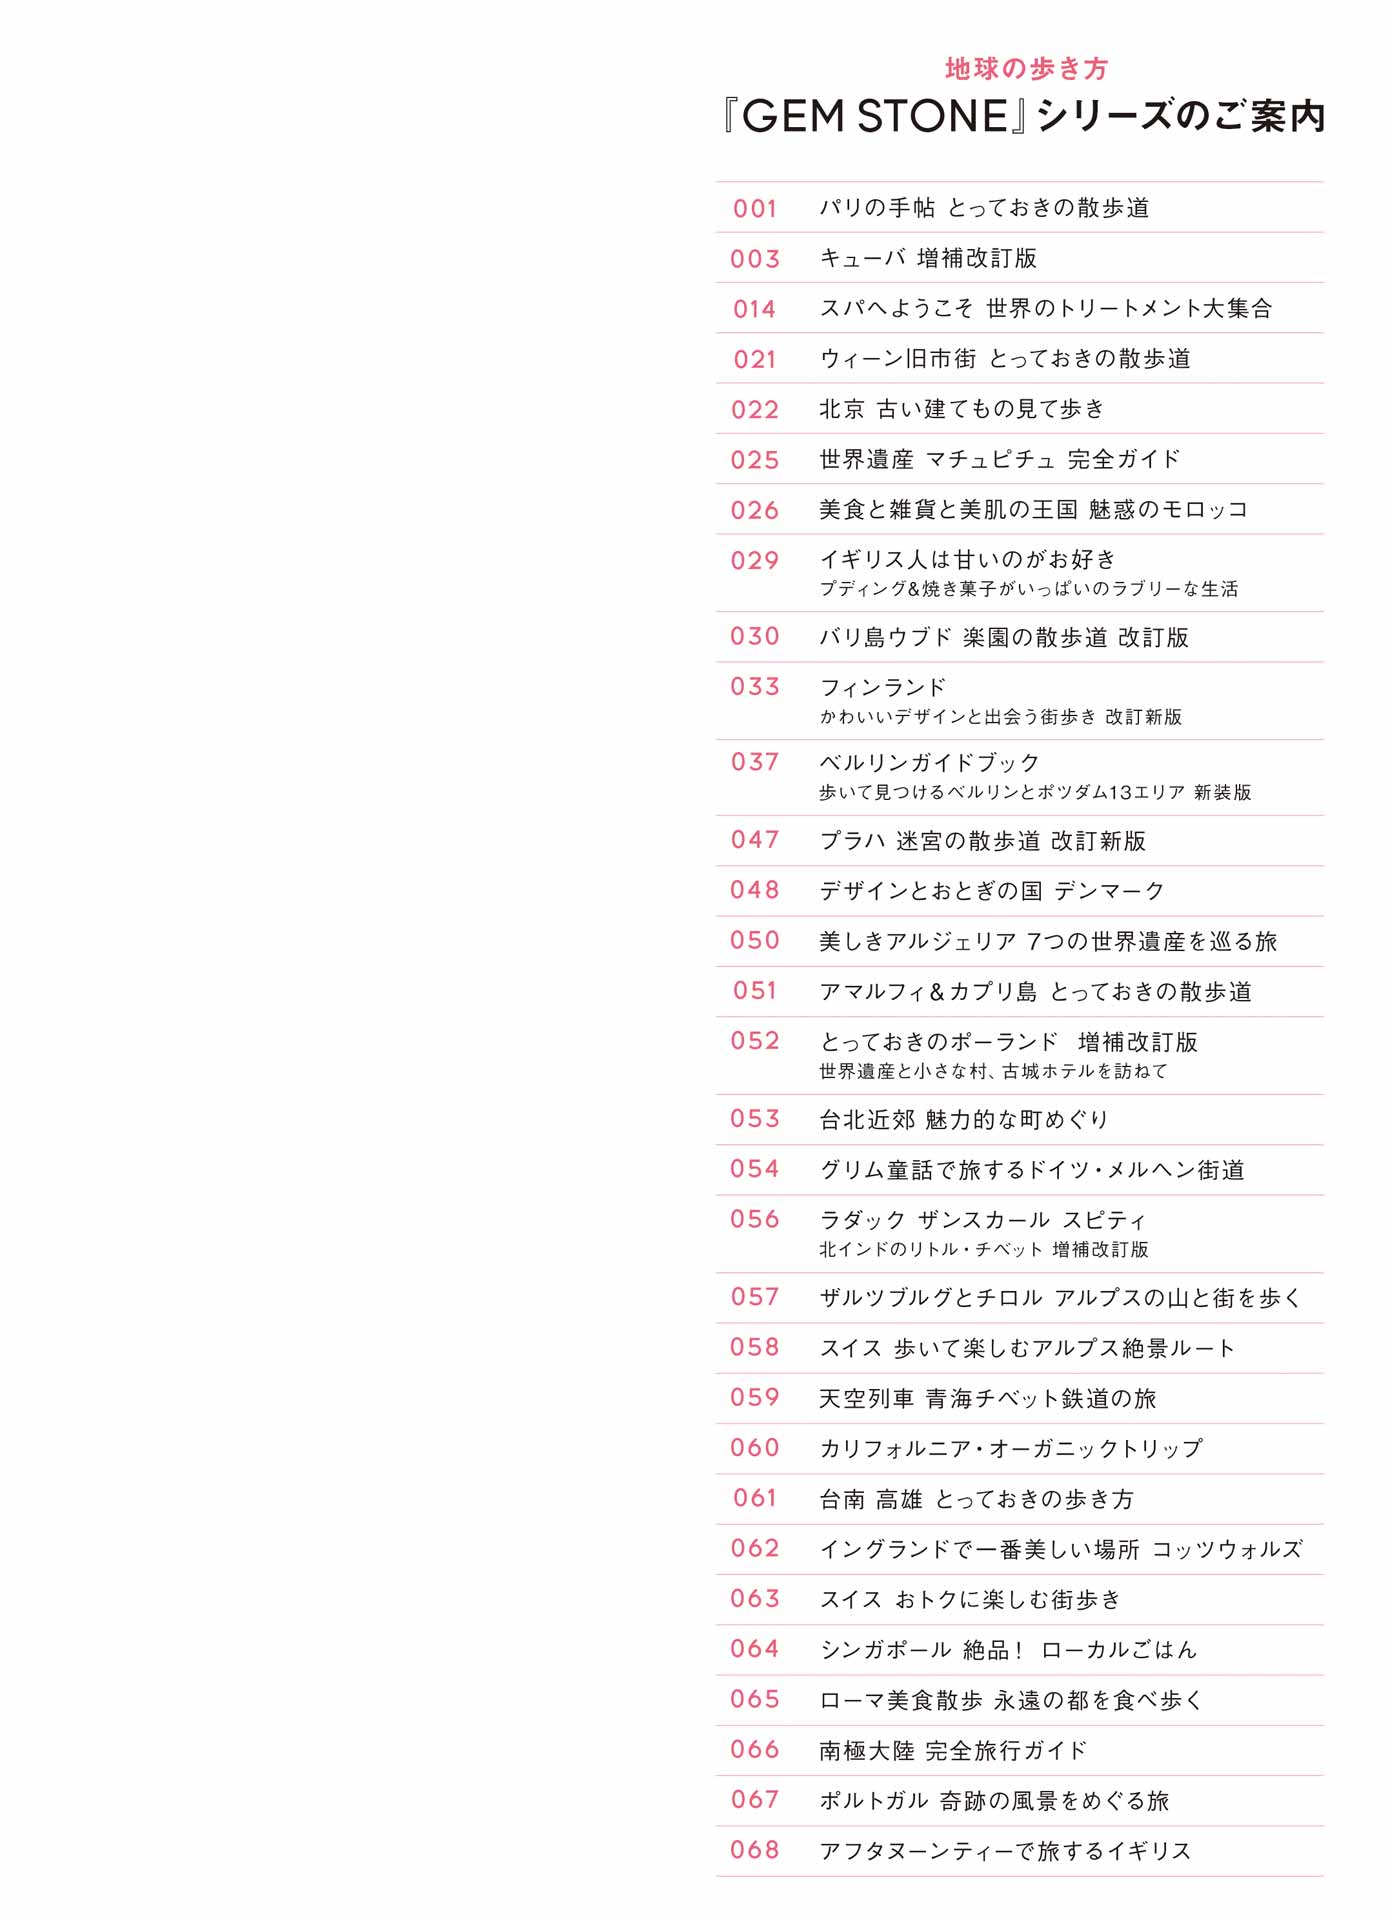 地球の歩き方
『GEM STONE』シリーズのご案内
001 パリの手帖 とっておきの散歩道
003 キューバ 増補改訂版
014 スパへようこそ 世界のトリートメント大集合
021 ウィーン旧市街 とっておきの散歩道
022 北京 古い建てもの見て歩き
025 世界遺産 マチュピチュ 完全ガイド
026 美食と雑貨と美肌の王国 魅惑のモロッコ
029 イギリス人は甘いのがお好き
プディング&焼き菓子がいっぱいのラブリーな生活
030 バリ島ウブド 楽園の散歩道 改訂版
033 フィンランド
かわいいデザインと出会う街歩き 改訂新版
037 ベルリンガイドブック
歩いて見つけるベルリンとポツダム13エリア 新装版
047 プラハ 迷宮の散歩道 改訂新版
048 デザインとおとぎの国 デンマーク
050 美しきアルジェリア 7つの世界遺産を巡る旅
051 アマルフィ&カプリ島 とっておきの散歩道
052 とっておきのポーランド 増補改訂版
世界遺産と小さな村、古城ホテルを訪ねて
053 台北近郊 魅力的な町めぐり
054 グリム童話で旅するドイツ・メルヘン街道
056 ラダック ザンスカール スピティ
北インドのリトル・チベット 増補改訂版
057 ザルツブルグとチロル アルプスの山と街を歩く
058 スイス 歩いて楽しむアルプス絶景ルート
059 天空列車 青海チベット鉄道の旅
060 カリフォルニア・オーガニックトリップ
061 台南 高雄 とっておきの歩き方
062 イングランドで一番美しい場所 コッツウォルズ
063 スイス おトクに楽しむ街歩き
064 シンガポール 絶品! ローカルごはん
065 ローマ美食散歩 永遠の都を食べ歩く
066 南極大陸 完全旅行ガイド
067 ポルトガル 奇跡の風景をめぐる旅
068 アフタヌーンティーで旅するイギリス